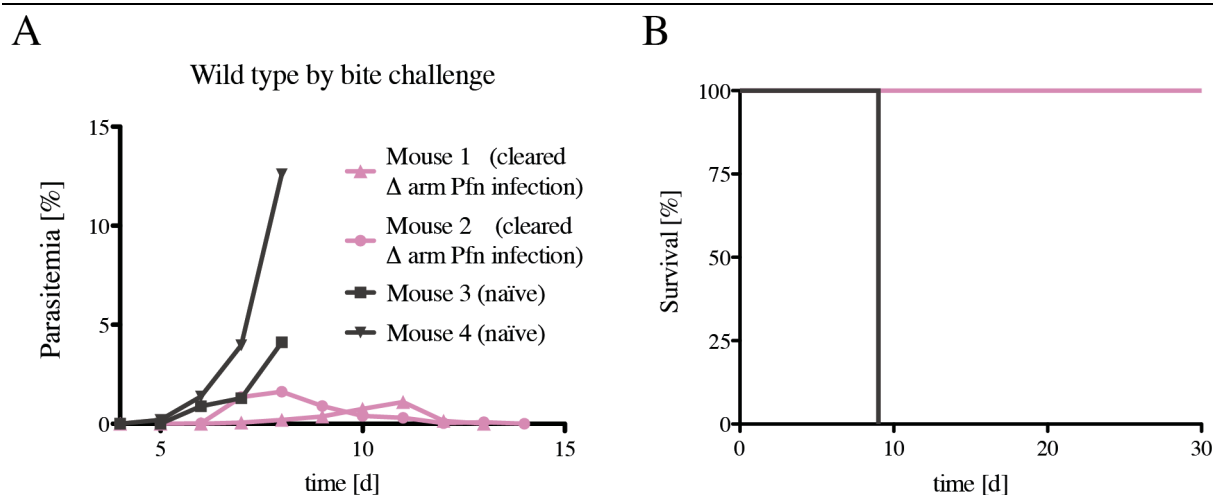 A
Wild type by bite challenge
Parasitemia [%]
15
10
5
0
5
10
15
time [d]
Mouse 1 (cleared
Δ arm Pfn infection)
Mouse 2 (cleared
Δ arm Pfn infection)
Mouse 3 (naïve)
Mouse 4 (naïve)
B
Survival [%]
100
75
50
25
0
0
10
20
30
time [d]